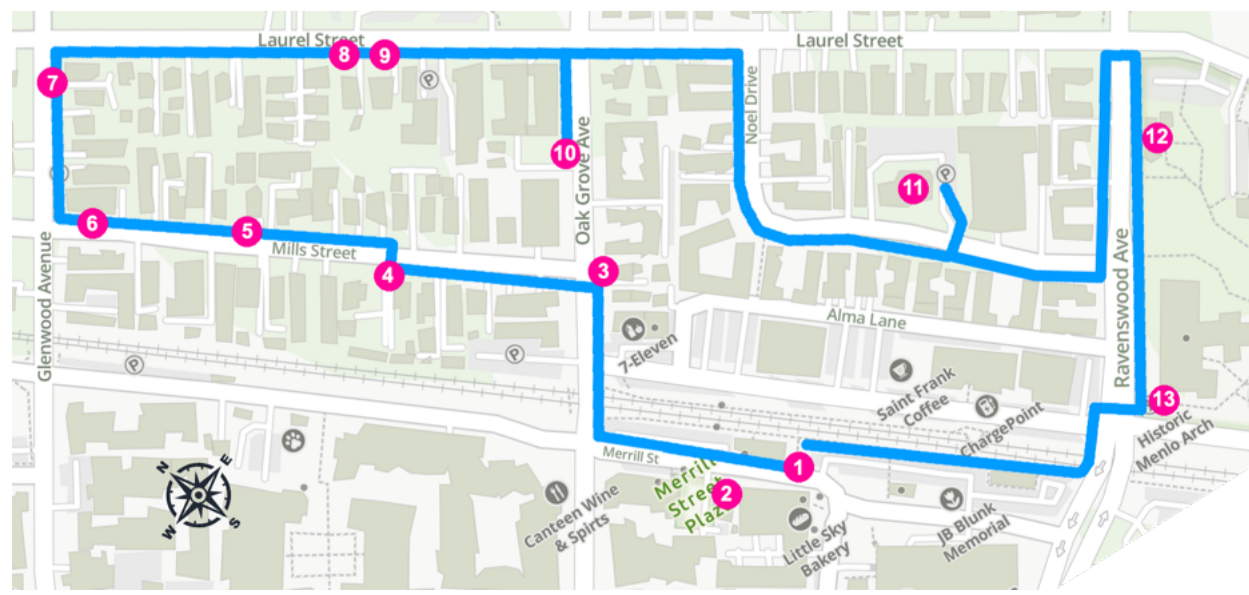 Laurel Street
Laurel Street
8
9
7
12
Noel Drive
10
Oak Grove Ave
P
P
11
6
5
Mills Street
4
3
Glenwood Avenue
Ravenswood Ave
Alma Lane
7-Eleven
P
P
Saint Frank
Coffee
ChargePoint
13
Historic
Menlo Arch
Merrill St
1
Merrill
Street
Plaz
2
N
E
W
S
Canteen Wine
& Spirts
Little Sky
Bakery
JB Blunk
Memorial